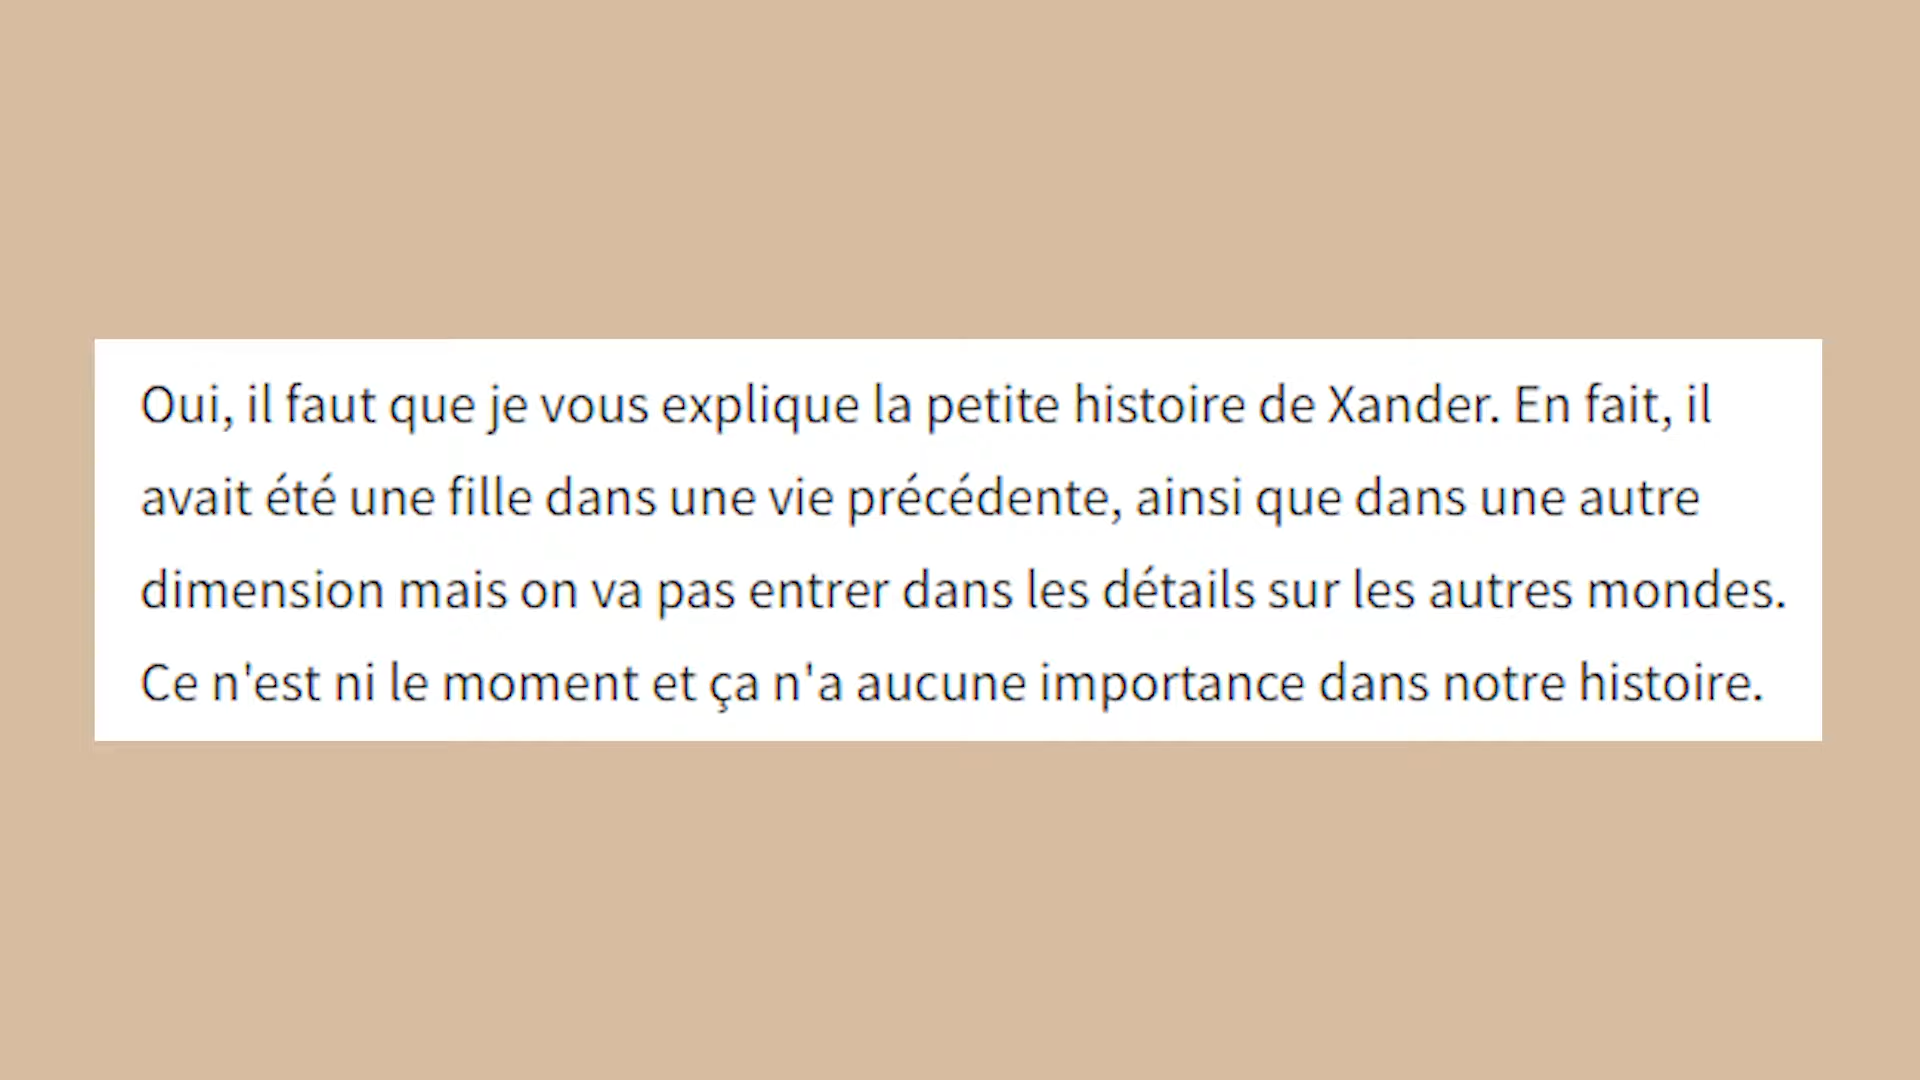 Oui, il faut que je vous explique la petite histoire de Xander. En fait, il
avait été une fille dans une vie précédente, ainsi que dans une autre
dimension mais on va pas entrer dans les détails sur les autres mondes.
Ce n'est ni le moment et ça n'a aucune importance dans notre histoire.